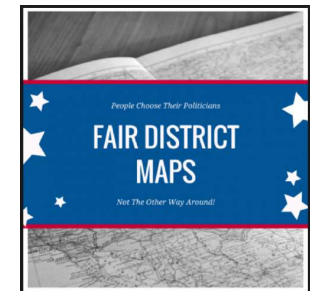 People Choose Their Politicians
FAIR DISTRICT
MAPS
Not The Other Way Around!